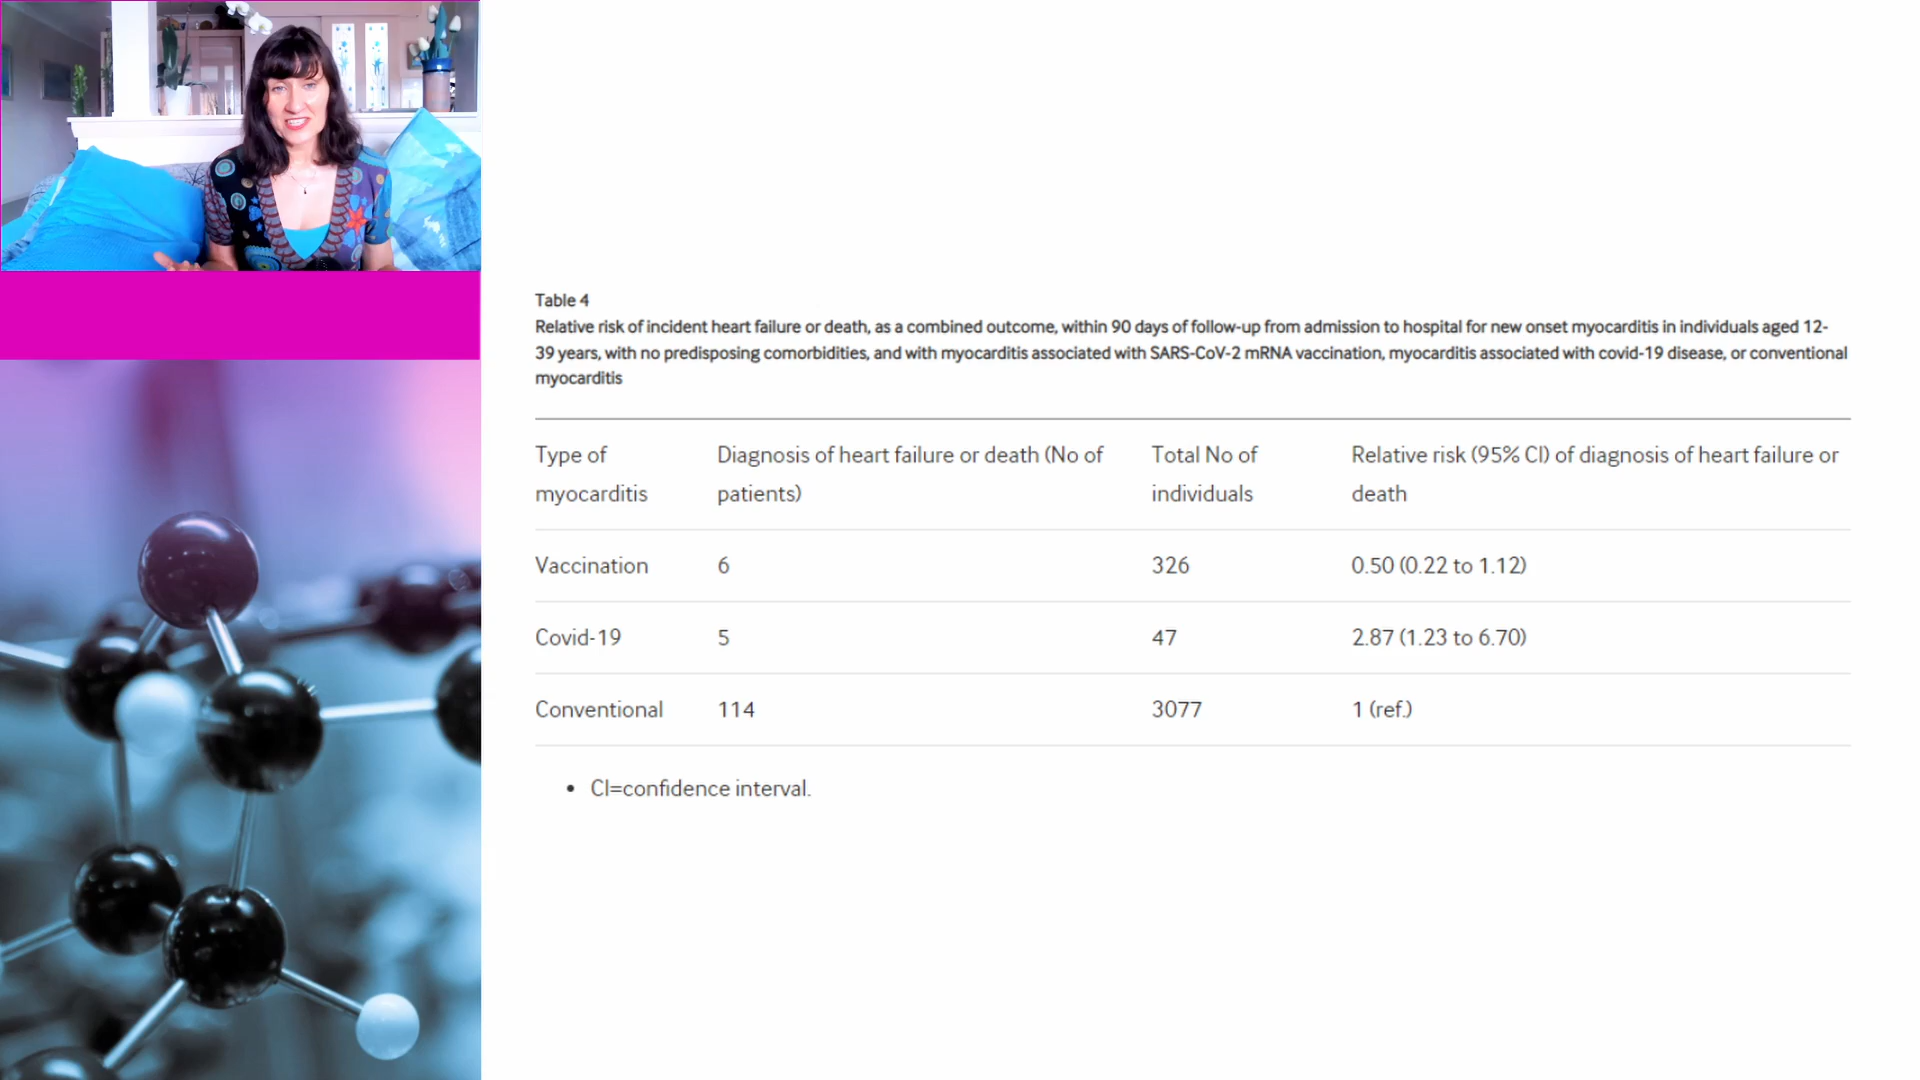 Table 4
Relative risk of incident heart failure or death, as a combined outcome, within 90 days of follow-up from admission to hospital for new onset myocarditis in individuals aged 12-
39 years, with no predisposing comorbidities, and with myocarditis associated with SARS-CoV-2 mRNA vaccination, myocarditis associated with covid-19 disease, or conventional
myocarditis
Type of myocarditis
Diagnosis of heart failure or death (No of patients)
Total No of individuals
Relative risk (95% CI) of diagnosis of heart failure or death
Vaccination 6 326 0.50 (0.22 to 1.12)
Covid-19 5 47 2.87 (1.23 to 6.70)
Conventional 114 3077 1 (ref.)
• CI=confidence interval.